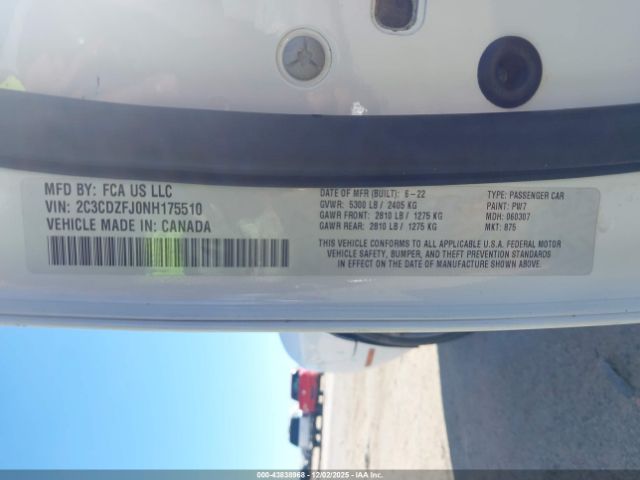 MFD BY: FCA US LLC
VIN: 2C3CDZFJ0NH175510
VEHICLE MADE IN: CANADA
DATE OF MFR (BUILT): 6-22
GVWR: 5300 LB / 2405 KG
GAWR FRONT: 2810 LB / 1275 KG
GAWR REAR: 2810 LB / 1275 KG
TYPE: PASSENGER CAR
PAINT: PW7
MDH: 060307
MKT: 875
THIS VEHICLE CONFORMS TO ALL APPLICABLE U.S.A. FEDERAL MOTOR
VEHICLE SAFETY, BUMPER, AND THEFT PREVENTION STANDARDS
IN EFFECT ON THE DATE OF MANUFACTURE SHOWN ABOVE.
000-43838968 • 12/02/2025 • IAAI.COM